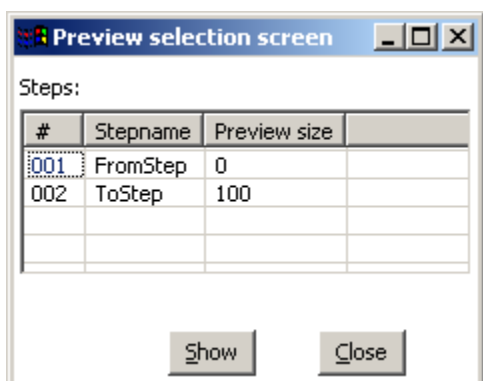 Preview selection screen
Steps:
# Stepname Preview size
001 FromStep 0
002 ToStep 100
Show Close